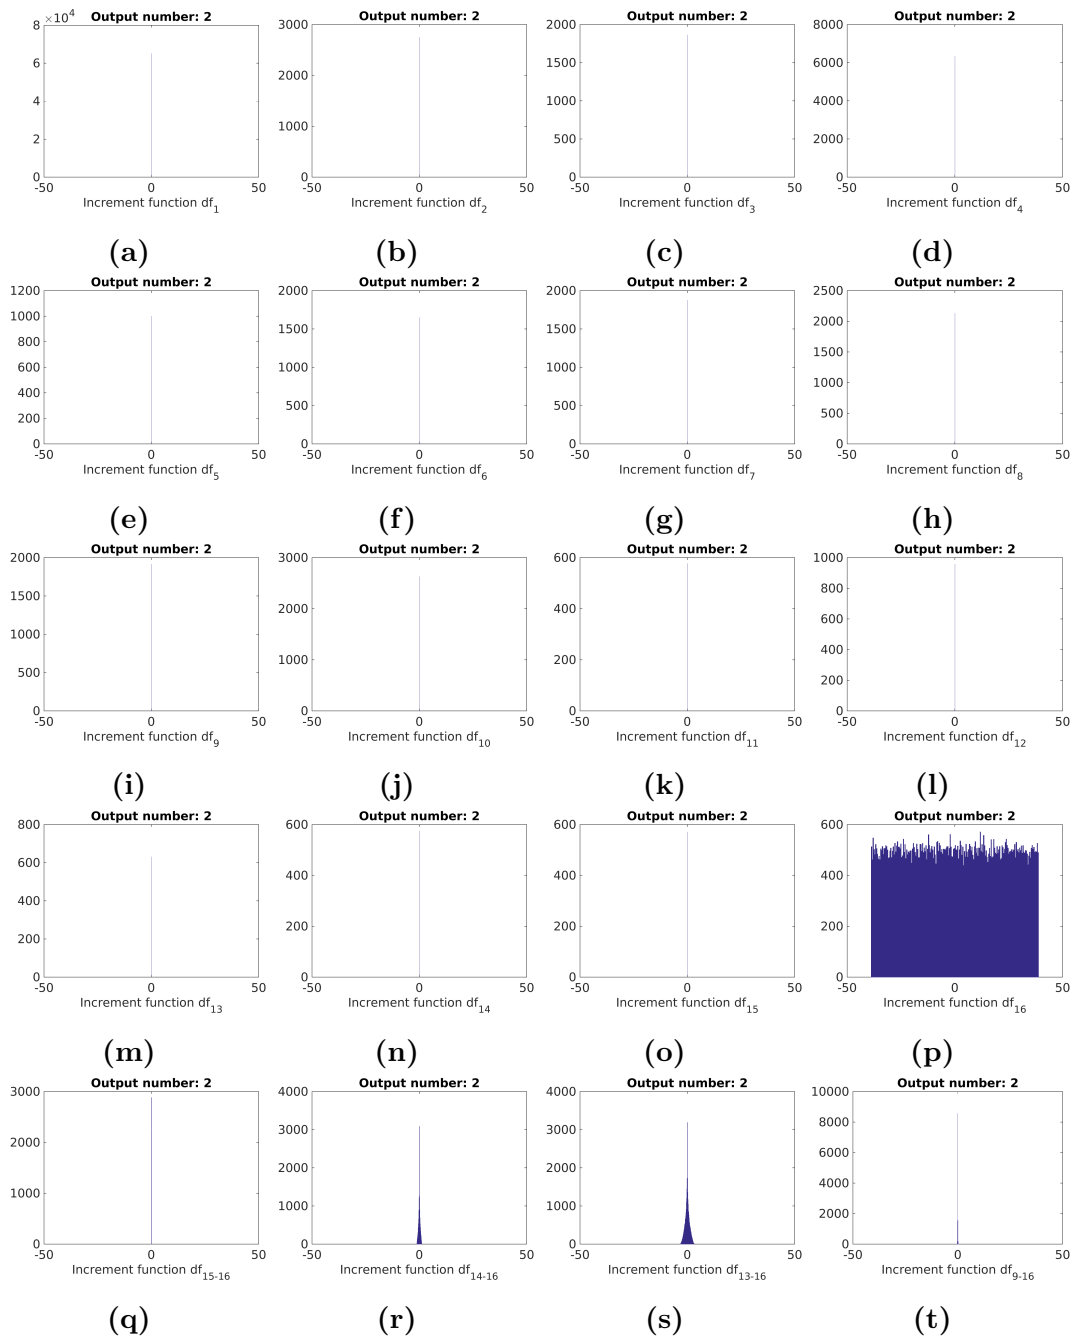 ×10⁴ Output number: 2 Output number: 2 Output number: 2 Output number: 2
8 3000 2000 8000
6 2000 1500 6000
4 1000 4000
2 1000 500 2000
0 0 0 0
-50 0 50 -50 0 50 -50 0 50 -50 0 50
Increment function df₁ Increment function df₂ Increment function df₃ Increment function df₄
(a) (b) (c) (d)
Output number: 2 Output number: 2 Output number: 2 Output number: 2
1200 2000 2000 2500
1000 1500 1500 2000
800 1500
600 1000 1000 1000
400 500 500
200 500
0 0 0 0
-50 0 50 -50 0 50 -50 0 50 -50 0 50
Increment function df₅ Increment function df₆ Increment function df₇ Increment function df₈
(e) (f) (g) (h)
Output number: 2 Output number: 2 Output number: 2 Output number: 2
2000 3000 600 1000
1500 2000 400 800
1000 600
500 1000 200 400
200
0 0 0 0
-50 0 50 -50 0 50 -50 0 50 -50 0 50
Increment function df₉ Increment function df₁₀ Increment function df₁₁ Increment function df₁₂
(i) (j) (k) (l)
Output number: 2 Output number: 2 Output number: 2 Output number: 2
800 600 600 600
600 400 400 400
400
200 200 200 200
0 0 0 0
-50 0 50 -50 0 50 -50 0 50 -50 0 50
Increment function df₁₃ Increment function df₁₄ Increment function df₁₅ Increment function df₁₆
(m) (n) (o) (p)
Output number: 2 Output number: 2 Output number: 2 Output number: 2
3000 4000 4000 10000
2000 3000 3000 8000
2000 2000 6000
4000
1000 1000 1000 2000
0 0 0 0
-50 0 50 -50 0 50 -50 0 50 -50 0 50
Increment function df₁₅₋₁₆ Increment function df₁₄₋₁₆ Increment function df₁₃₋₁₆ Increment function df₉₋₁₆
(q) (r) (s) (t)